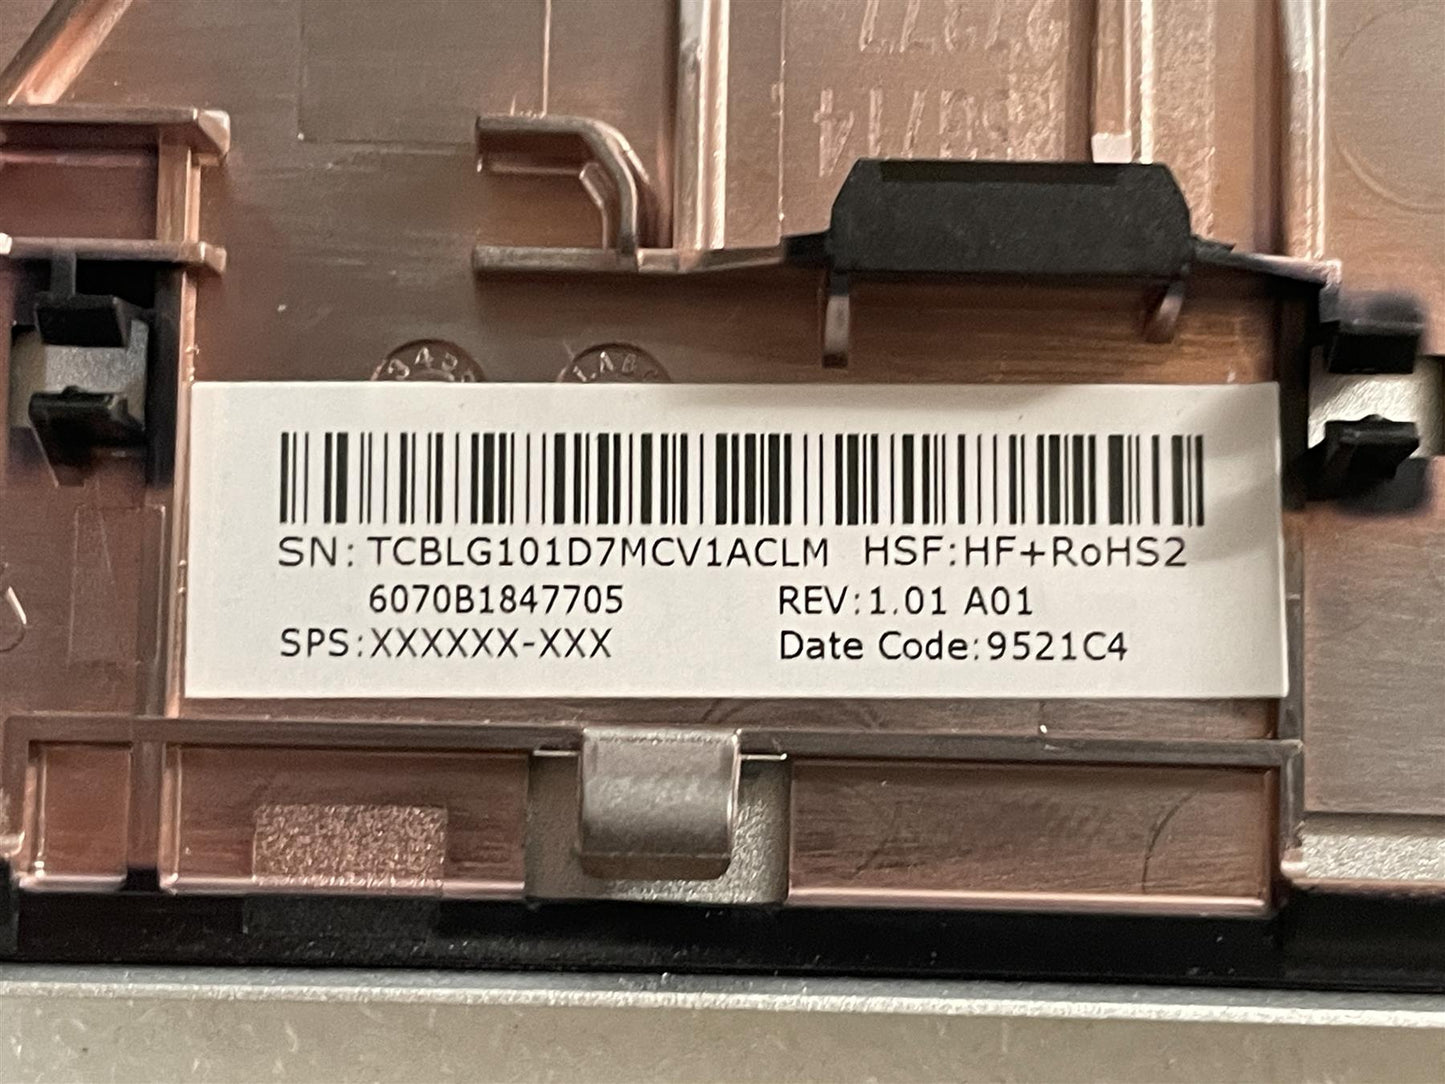 SN: TCBLG101D7MCV1ACLM HSF:HF+RoHS2
6070B1847705 REV:1.01 A01
SPS:XXXXXX-XXX Date Code:9521C4